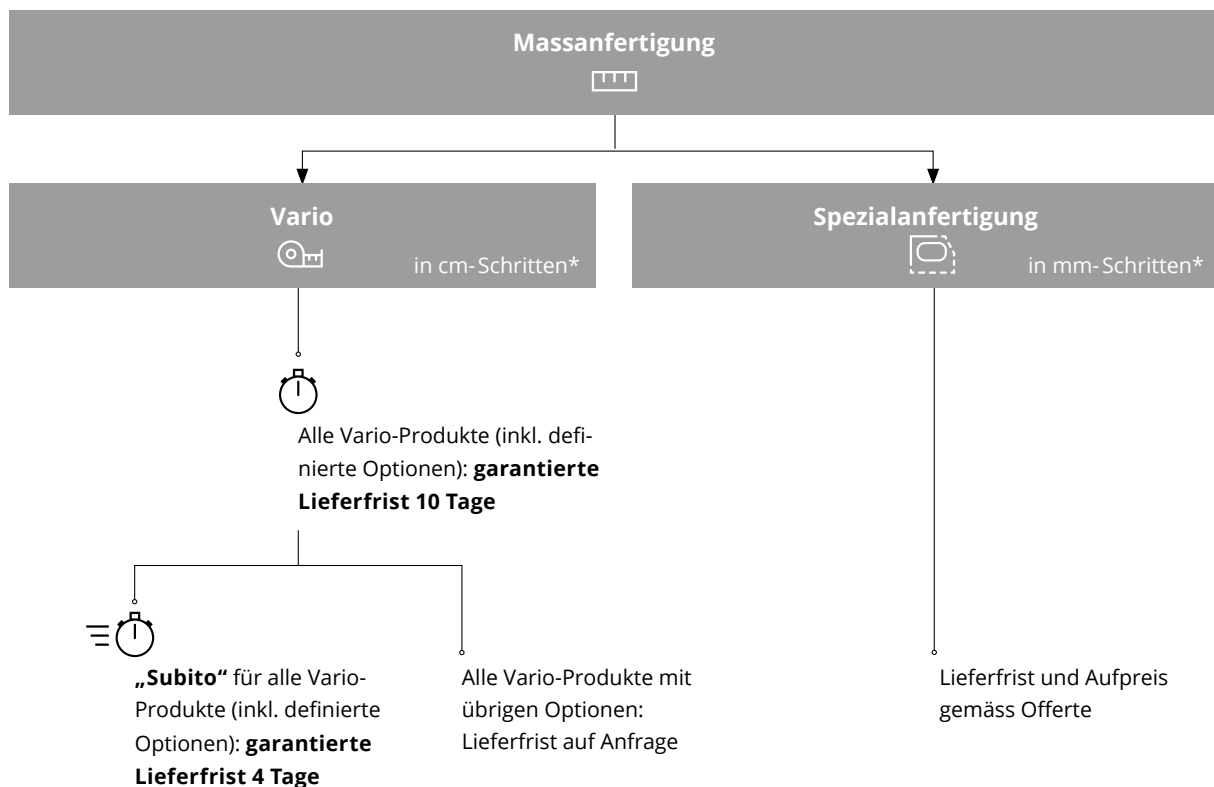 Massanfertigung
Vario
in cm-Schritten*
Spezialanfertigung
in mm-Schritten*
Alle Vario-Produkte (inkl. defi-
nierte Optionen): garantierte
Lieferfrist 10 Tage
„Subito“ für alle Vario-
Produkte (inkl. definierte
Optionen): garantierte
Lieferfrist 4 Tage
Alle Vario-Produkte mit
übrigen Optionen:
Lieferfrist auf Anfrage
Lieferfrist und Aufpreis
gemäss Offerte